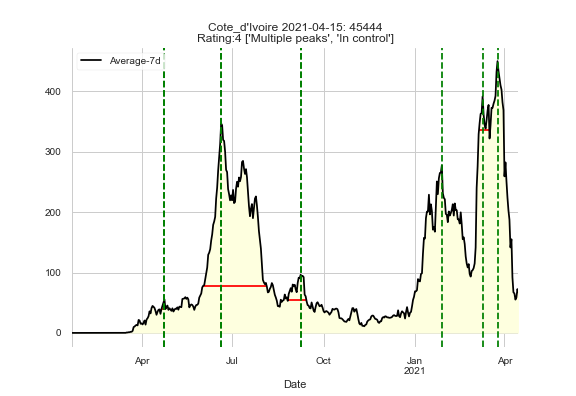 Cote_d'Ivoire 2021-04-15: 45444
Rating:4 ['Multiple peaks', 'In control']
Average-7d
400
300
200
100
0
Apr
Jul
Oct
Jan
2021
Apr
Date